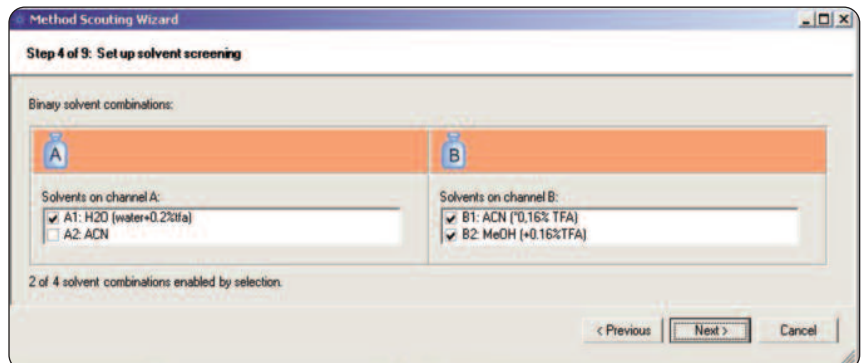 Method Scouting Wizard
Step 4 of 9: Set up solvent screening
Binary solvent combinations:
A
B
Solvents on channel A:
A1: H2O (water+0.2%tfa)
A2: ACN
Solvents on channel B:
B1: ACN (*0,16% TFA)
B2: MeOH (+0.16%TFA)
2 of 4 solvent combinations enabled by selection.
< Previous
Next >
Cancel